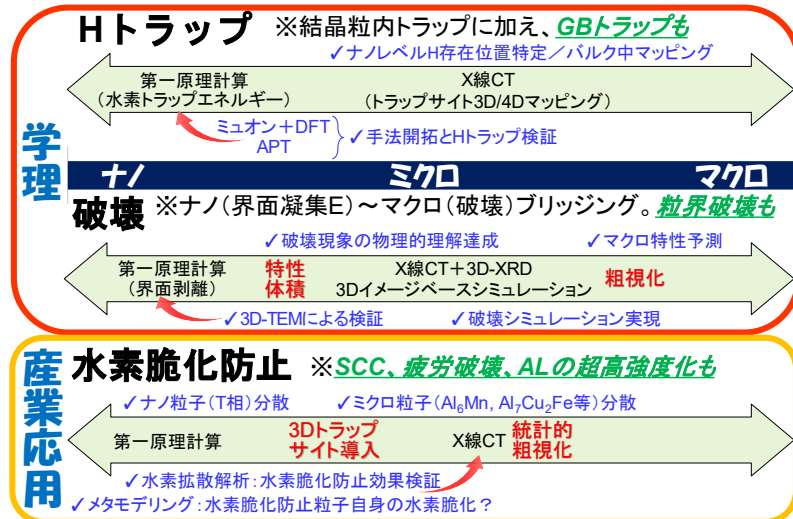 Hトラップ ※結晶粒内トラップに加え、GBトラップも
✓ナノレベルH存在位置特定／バルク中マッピング
第一原理計算
(水素トラップエネルギー)
X線CT
(トラップサイト3D/4Dマッピング)
ミュオン＋DFT
APT
✓手法開拓とHトラップ検証
学理
ナノ ミクロ マクロ
破壊 ※ナノ(界面凝集E)～マクロ(破壊)ブリッジング。粒界破壊も
✓破壊現象の物理的理解達成 ✓マクロ特性予測
第一原理計算
(界面剥離)
特性
体積
X線CT＋3D-XRD
3Dイメージベースシミュレーション
粗視化
✓3D-TEMによる検証 ✓破壊シミュレーション実現
産業応用
水素脆化防止 ※SCC、疲労破壊、ALの超高強度化も
✓ナノ粒子(T相)分散 ✓ミクロ粒子(Al₆Mn, Al₇Cu₂Fe等)分散
第一原理計算
3Dトラップ
サイト導入
X線CT
統計的
粗視化
✓水素拡散解析：水素脆化防止効果検証
✓メタモデリング：水素脆化防止粒子自身の水素脆化？